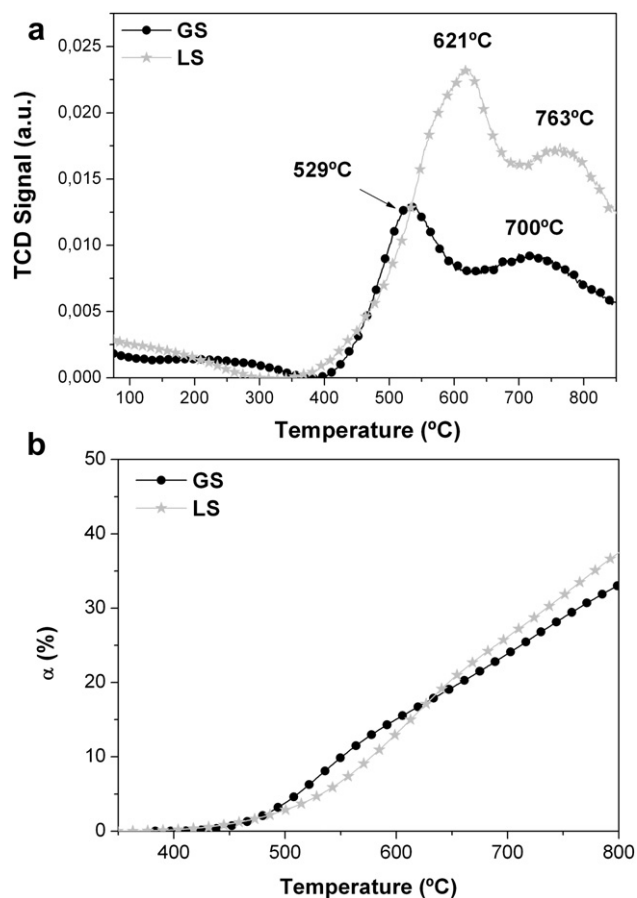 a
GS
LS
621ºC
763ºC
529ºC
700ºC
0,025
0,020
0,015
0,010
0,005
0,000
TCD Signal (a.u.)
100 200 300 400 500 600 700 800
Temperature (ºC)
b
GS
LS
50
40
30
20
10
0
α (%)
400 500 600 700 800
Temperature (ºC)